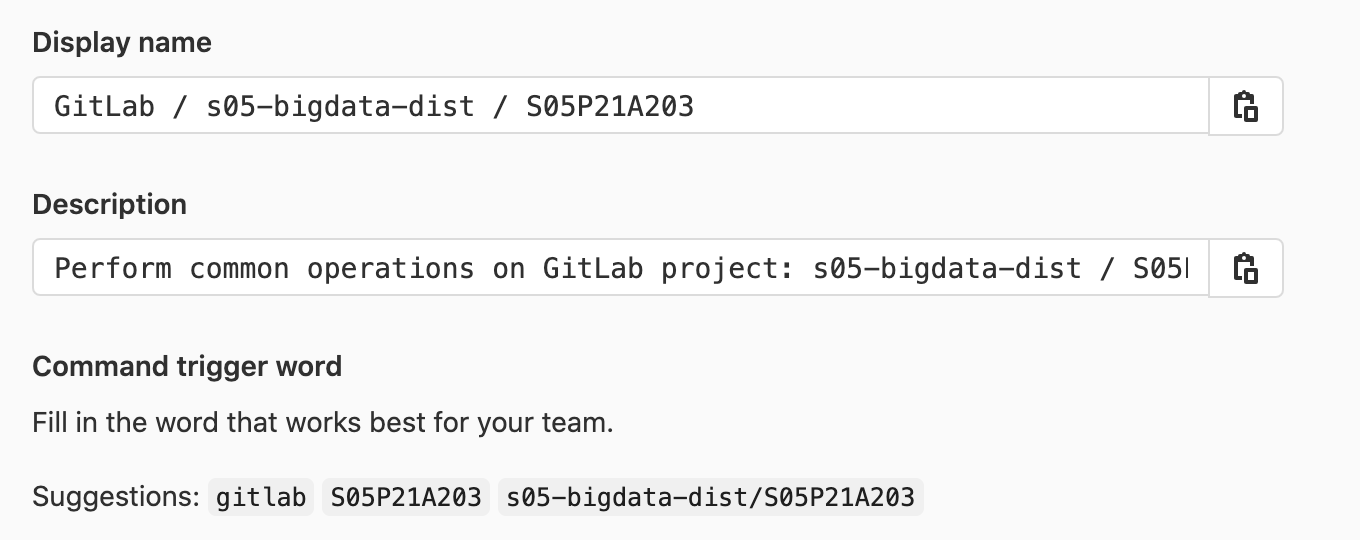 Display name
GitLab / s05-bigdata-dist / S05P21A203
Description
Perform common operations on GitLab project: s05-bigdata-dist / S05
Command trigger word
Fill in the word that works best for your team.
Suggestions: gitlab S05P21A203 s05-bigdata-dist/S05P21A203